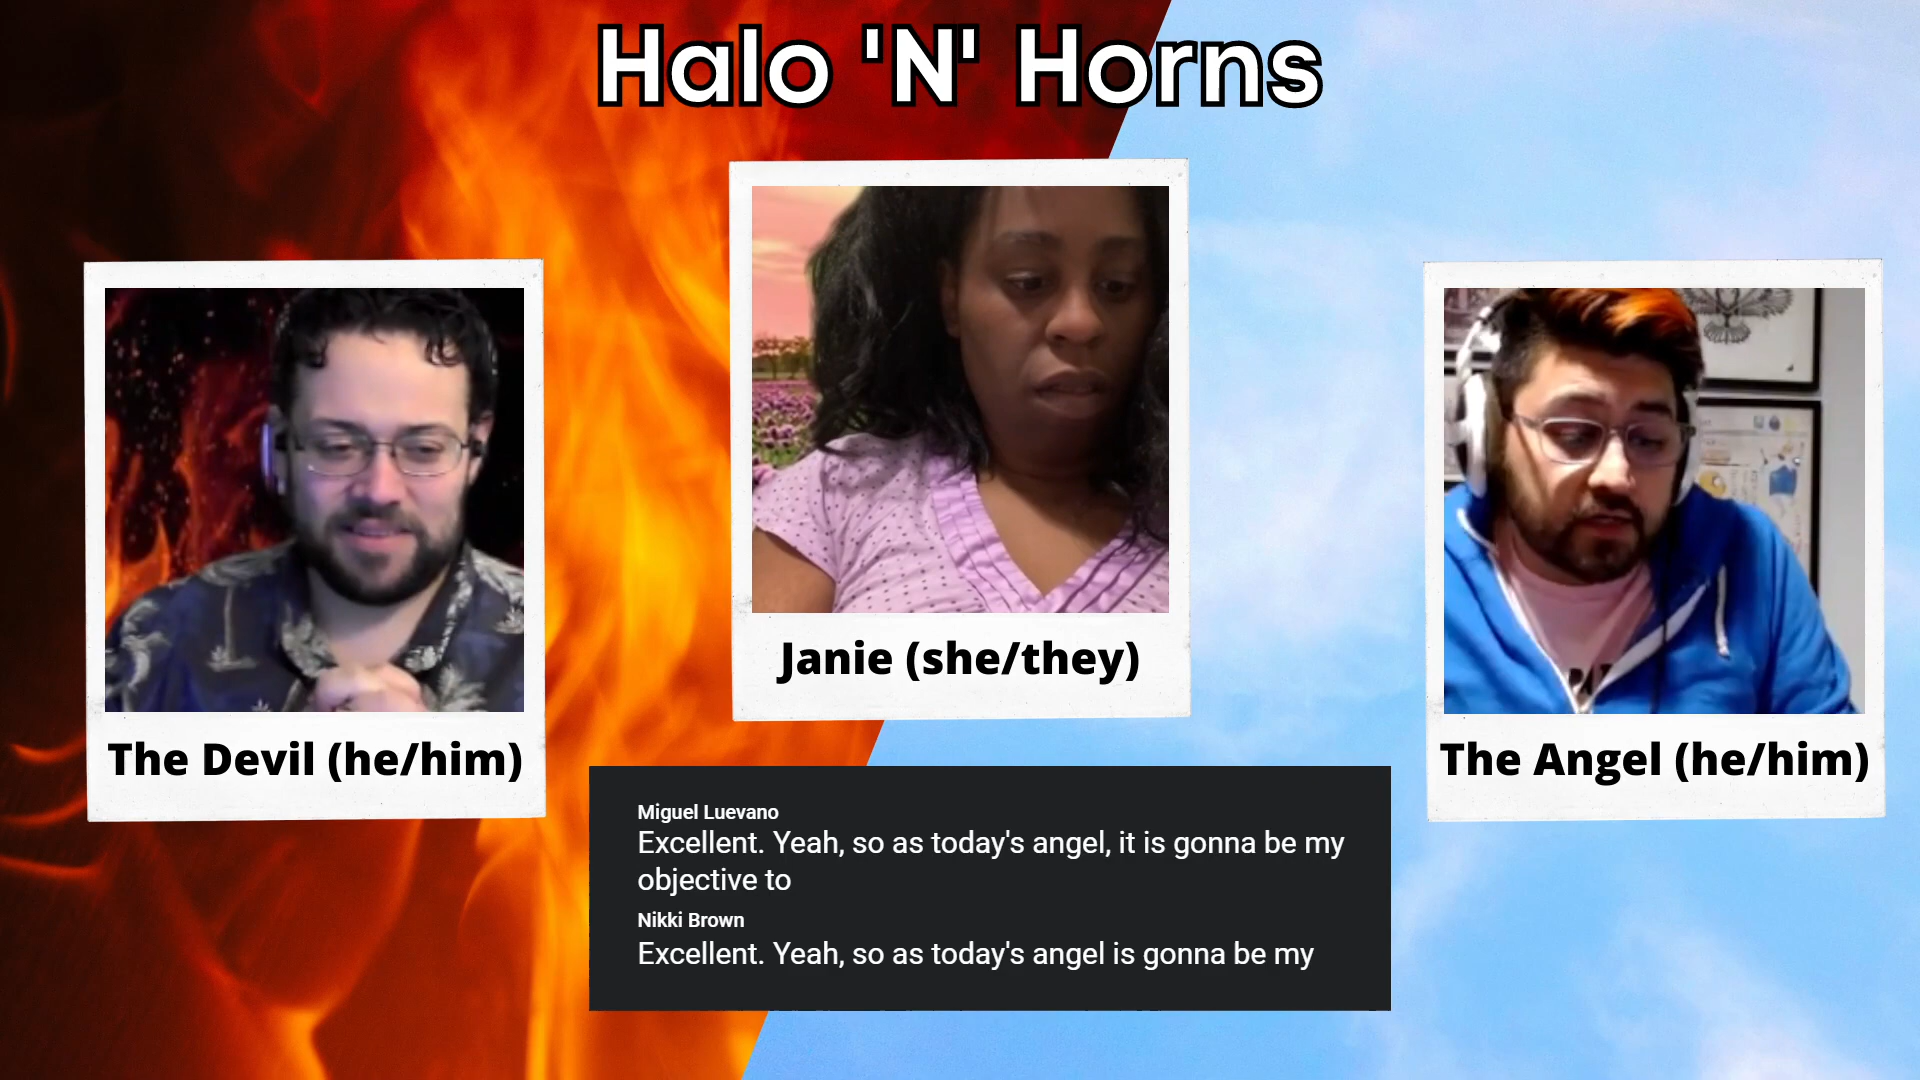 Halo 'N' Horns
The Devil (he/him)
Janie (she/they)
The Angel (he/him)
Miguel Luevano
Excellent. Yeah, so as today's angel, it is gonna be my
objective to
Nikki Brown
Excellent. Yeah, so as today's angel is gonna be my